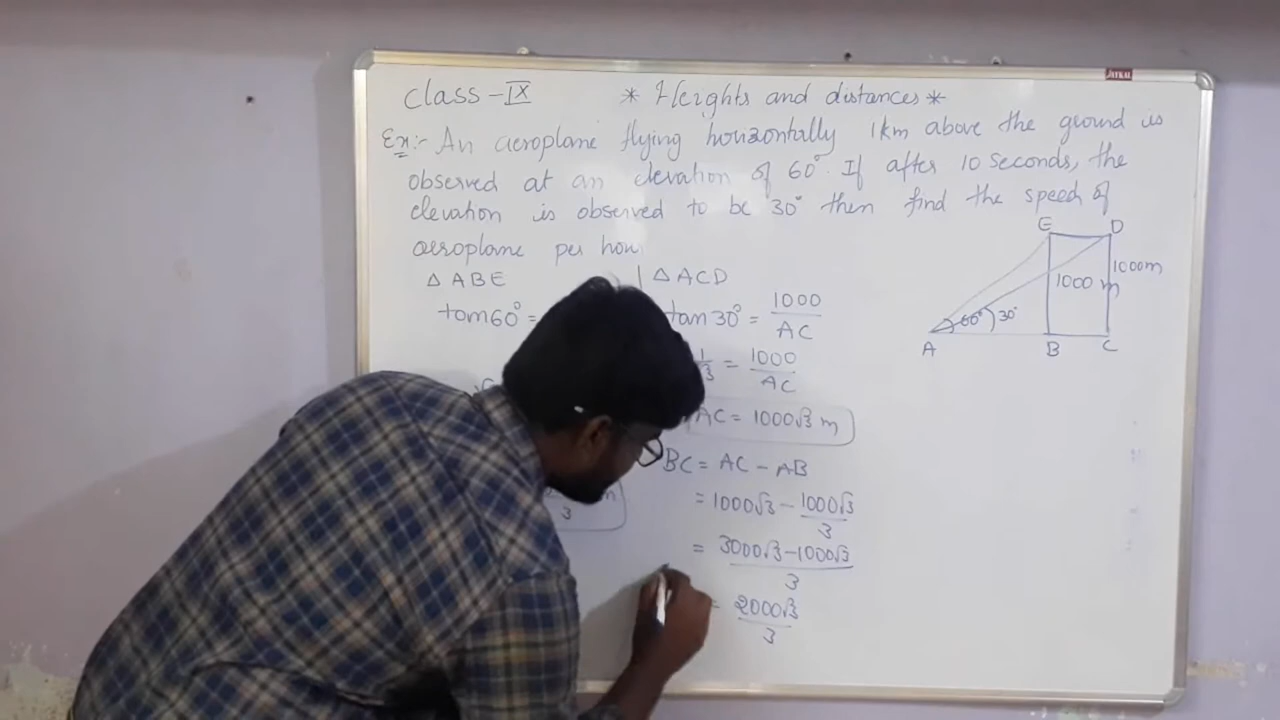 JAYKAL
Class - IX * Heights and distances *
Ex:- An aeroplane flying horizontally 1km above the ground is
observed at an elevation of 60°. If after 10 seconds, the
elevation is observed to be 30° then find the speed of
aeroplane per hou
△ ABE
tan60° =
3
△ ACD
tan 30° = 1000/AC
1/3 = 1000/AC
AC = 1000√3 m
BC = AC - AB
= 1000√3 - 1000√3/3
= 3000√3 - 1000√3/3
= 2000√3/3
E D
1000m
1000 m
60° 30°
A B C